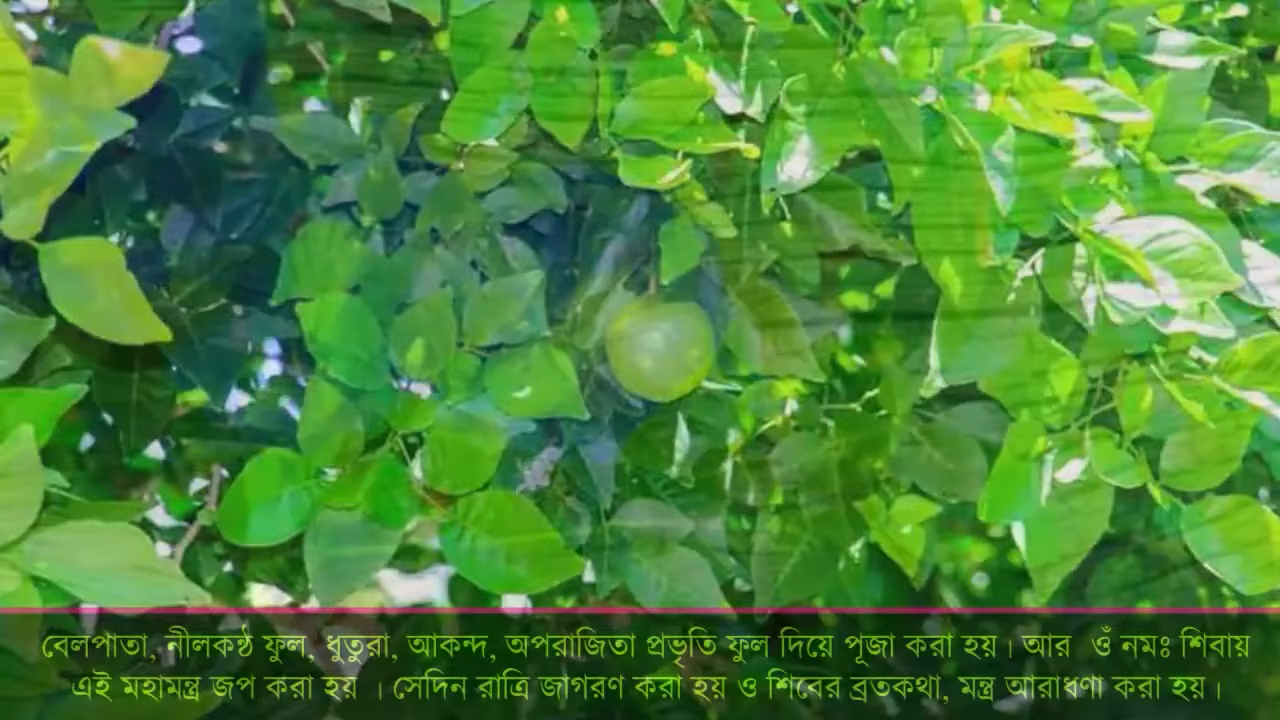 বেলপাতা, নীলকন্ঠ ফুল, ধুতুরা, আকন্দ, অপরাজিতা প্রভৃতি ফুল দিয়ে পূজা করা হয়। আর  ওঁ নমঃ শিবায়
এই মহামন্ত্র জপ করা হয় । সেদিন রাত্রি জাগরণ করা হয় ও শিবের ব্রতকথা, মন্ত্র আরাধণা করা হয়।